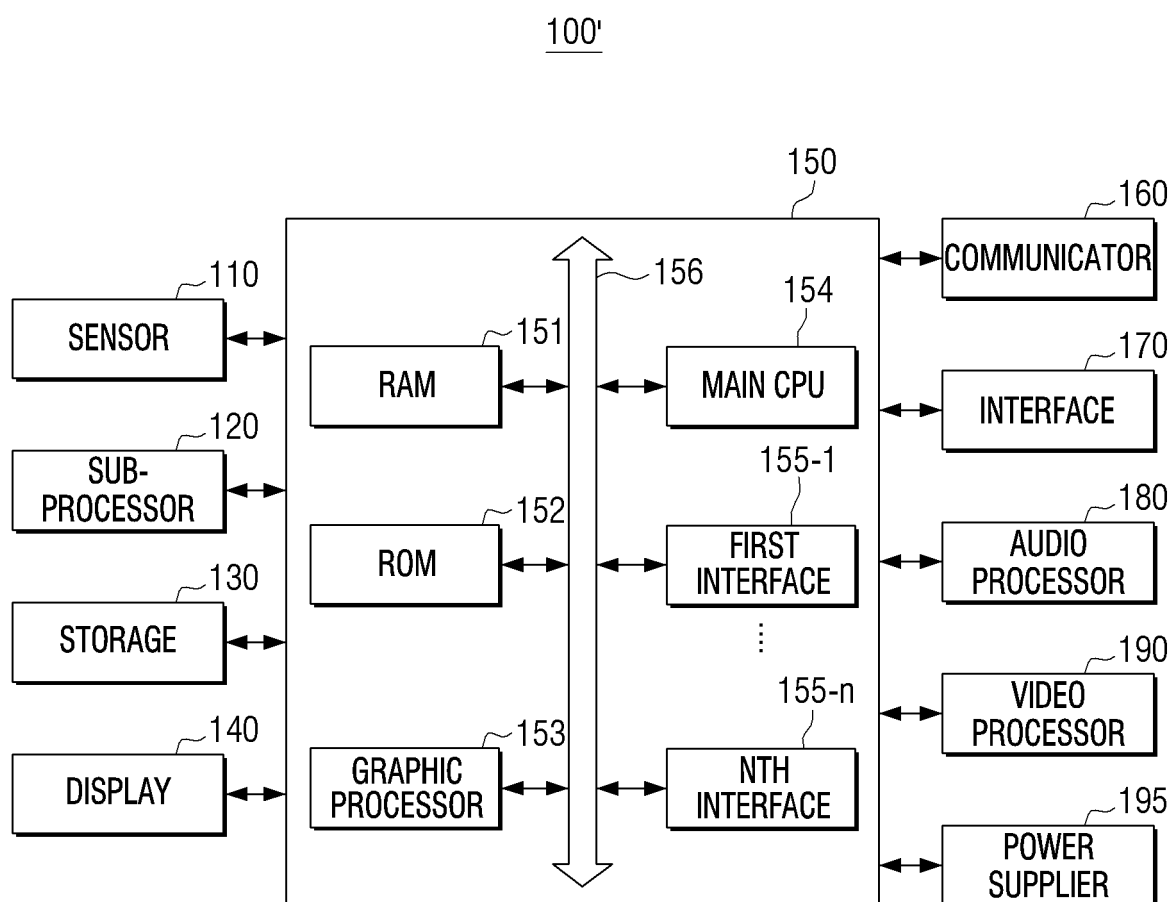 100'
150
160
COMMUNICATOR
110
SENSOR
156
154
151
RAM
MAIN CPU
170
INTERFACE
120
SUB-
PROCESSOR
155-1
152
ROM
FIRST
INTERFACE
180
AUDIO
PROCESSOR
130
STORAGE
....
190
VIDEO
PROCESSOR
155-n
140
DISPLAY
153
GRAPHIC
PROCESSOR
NTH
INTERFACE
195
POWER
SUPPLIER